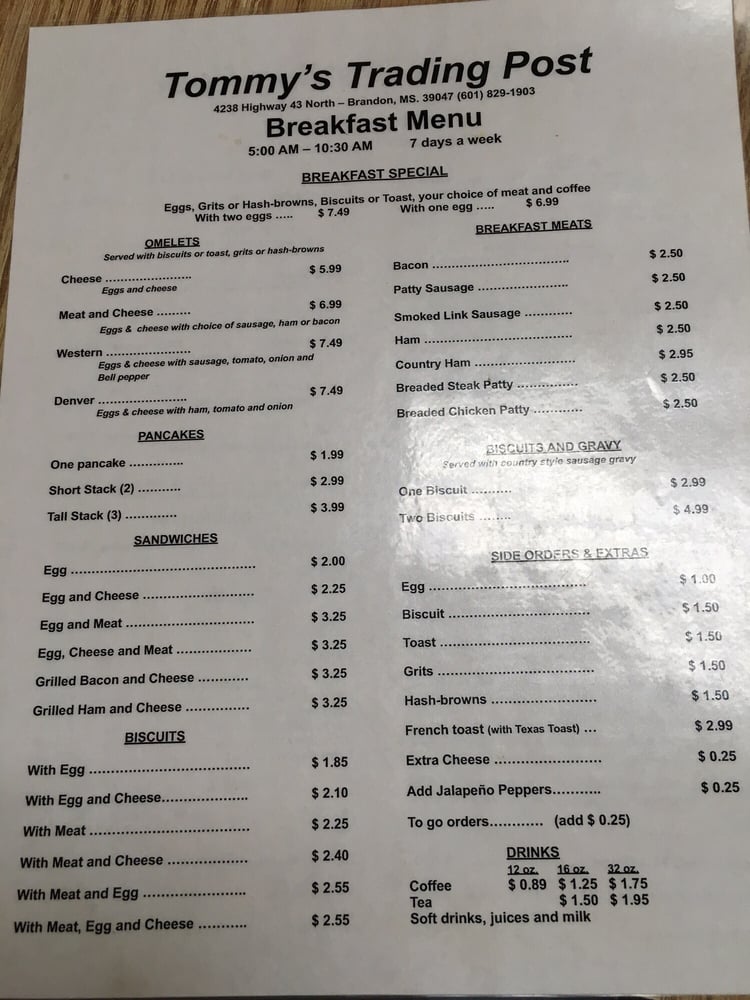 Tommy's Trading Post
4238 Highway 43 North – Brandon, MS. 39047 (601) 829-1903
Breakfast Menu
5:00 AM – 10:30 AM 7 days a week
BREAKFAST SPECIAL
Eggs, Grits or Hash-browns, Biscuits or Toast, your choice of meat and coffee
With two eggs ..... $ 7.49 With one egg ..... $ 6.99
OMELETS
Served with biscuits or toast, grits or hash-browns
Cheese ........................ $ 5.99
Eggs and cheese
Meat and Cheese ......... $ 6.99
Eggs & cheese with choice of sausage, ham or bacon
Western ....................... $ 7.49
Eggs & cheese with sausage, tomato, onion and
Bell pepper
Denver ........................ $ 7.49
Eggs & cheese with ham, tomato and onion
PANCAKES
One pancake .............. $ 1.99
Short Stack (2) ........... $ 2.99
Tall Stack (3) ............. $ 3.99
SANDWICHES
Egg ................................................ $ 2.00
Egg and Cheese ............................. $ 2.25
Egg and Meat ................................. $ 3.25
Egg, Cheese and Meat ................... $ 3.25
Grilled Bacon and Cheese ............. $ 3.25
Grilled Ham and Cheese ................ $ 3.25
BISCUITS
With Egg ......................................... $ 1.85
With Egg and Cheese...................... $ 2.10
With Meat ......................................... $ 2.25
With Meat and Cheese .................... $ 2.40
With Meat and Egg .......................... $ 2.55
With Meat, Egg and Cheese ............ $ 2.55
BREAKFAST MEATS
Bacon .................................... $ 2.50
Patty Sausage ........................ $ 2.50
Smoked Link Sausage ............. $ 2.50
Ham ....................................... $ 2.50
Country Ham .......................... $ 2.95
Breaded Steak Patty ................ $ 2.50
Breaded Chicken Patty ............. $ 2.50
BISCUITS AND GRAVY
Served with country style sausage gravy
One Biscuit .......... $ 2.99
Two Biscuits ........ $ 4.99
SIDE ORDERS & EXTRAS
Egg ........................................ $ 1.00
Biscuit .................................... $ 1.50
Toast ...................................... $ 1.50
Grits ....................................... $ 1.50
Hash-browns ........................... $ 1.50
French toast (with Texas Toast) ... $ 2.99
Extra Cheese .......................... $ 0.25
Add Jalapeño Peppers............ $ 0.25
To go orders............ (add $ 0.25)
DRINKS
12 oz. 16 oz. 32 oz.
Coffee $ 0.89 $ 1.25 $ 1.75
Tea $ 1.50 $ 1.95
Soft drinks, juices and milk